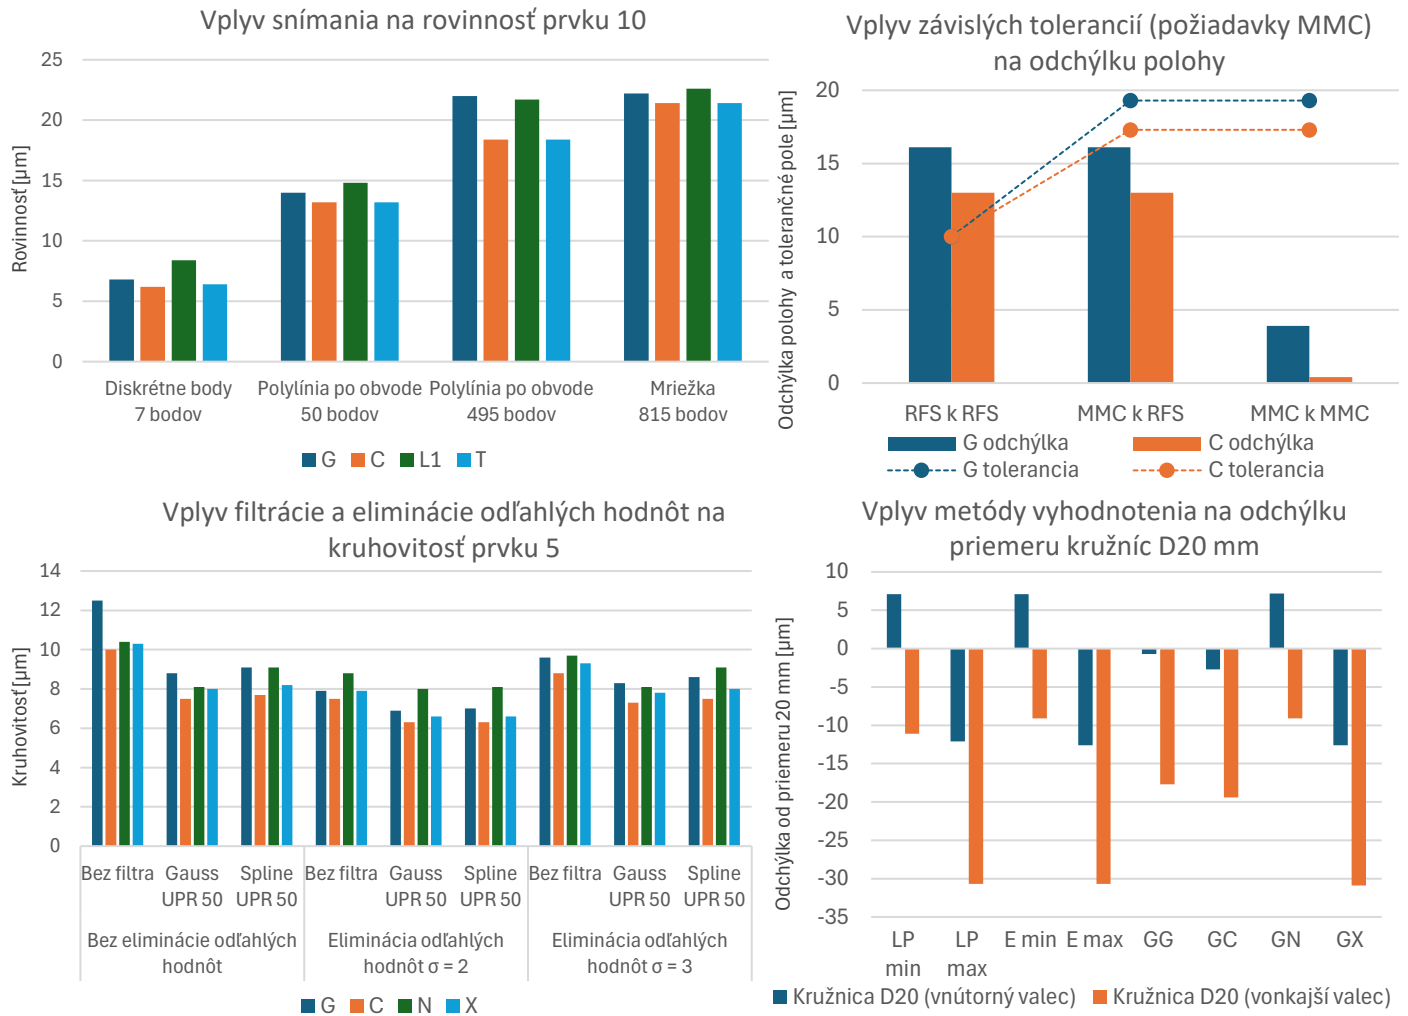 Vplyv snímania na rovinnosť prvku 10
Rovinnosť [µm]
25
20
15
10
5
0
Diskrétne body
7 bodov
Polylínia po obvode
50 bodov
Polylínia po obvode
495 bodov
Mriežka
815 bodov
G C L1 T
Vplyv závislých tolerancií (požiadavky MMC)
na odchýlku polohy
Odchýlka polohy a tolerančné pole [µm]
20
15
10
5
0
RFS k RFS
MMC k RFS
MMC k MMC
G odchýlka
C odchýlka
G tolerancia
C tolerancia
Vplyv filtrácie a eliminácie odľahlých hodnôt na
kruhovitosť prvku 5
Kruhovitosť [µm]
14
12
10
8
6
4
2
0
Bez filtra
Gauss
UPR 50
Spline
UPR 50
Bez filtra
Gauss
UPR 50
Spline
UPR 50
Bez filtra
Gauss
UPR 50
Spline
UPR 50
Bez eliminácie odľahlých
hodnôt
Eliminácia odľahlých
hodnôt σ = 2
Eliminácia odľahlých
hodnôt σ = 3
G C N X
Vplyv metódy vyhodnotenia na odchýlku
priemeru kružníc D20 mm
Odchýlka od priemeru 20 mm [µm]
10
5
0
-5
-10
-15
-20
-25
-30
-35
LP
min
LP
max
E min
E max
GG
GC
GN
GX
Kružnica D20 (vnútorný valec)
Kružnica D20 (vonkajší valec)